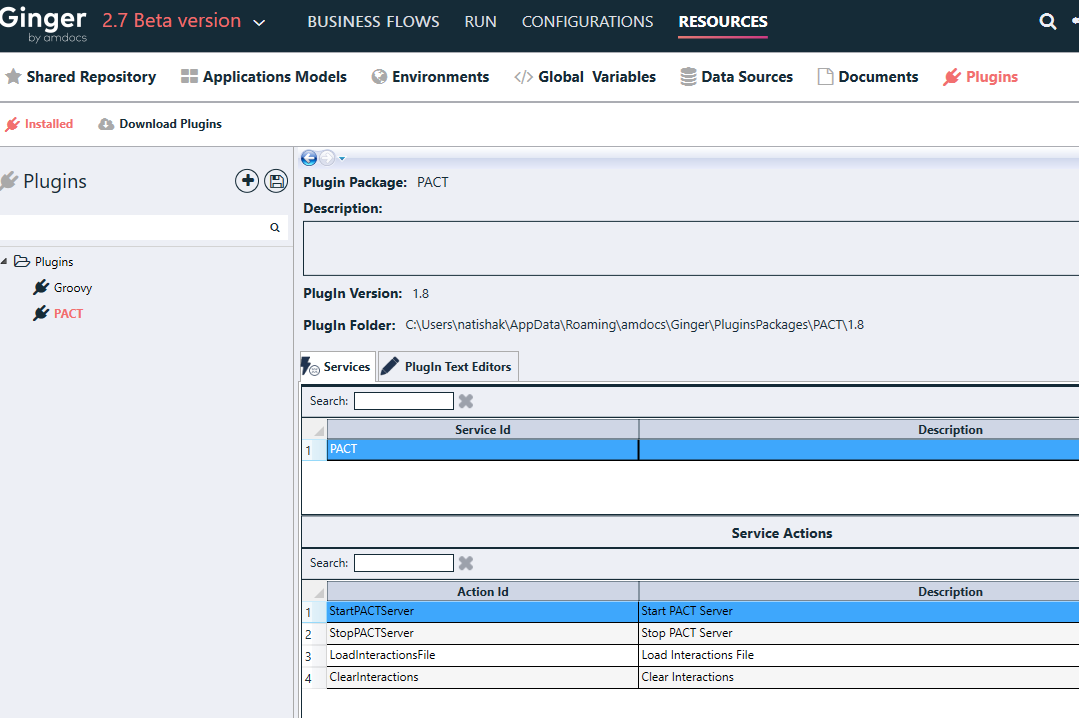 Ginger 2.7 Beta version BUSINESS FLOWS RUN CONFIGURATIONS RESOURCES
by amdocs
Shared Repository Applications Models Environments </> Global Variables Data Sources Documents Plugins
Installed Download Plugins
Plugins
Plugins
Groovy
PACT
Plugin Package: PACT
Description:
PlugIn Version: 1.8
PlugIn Folder: C:\Users\natishak\AppData\Roaming\amdocs\Ginger\PluginsPackages\PACT\1.8
Services PlugIn Text Editors
Search:
Service Id Description
1 PACT
Service Actions
Search:
Action Id Description
1 StartPACTServer Start PACT Server
2 StopPACTServer Stop PACT Server
3 LoadInteractionsFile Load Interactions File
4 ClearInteractions Clear Interactions